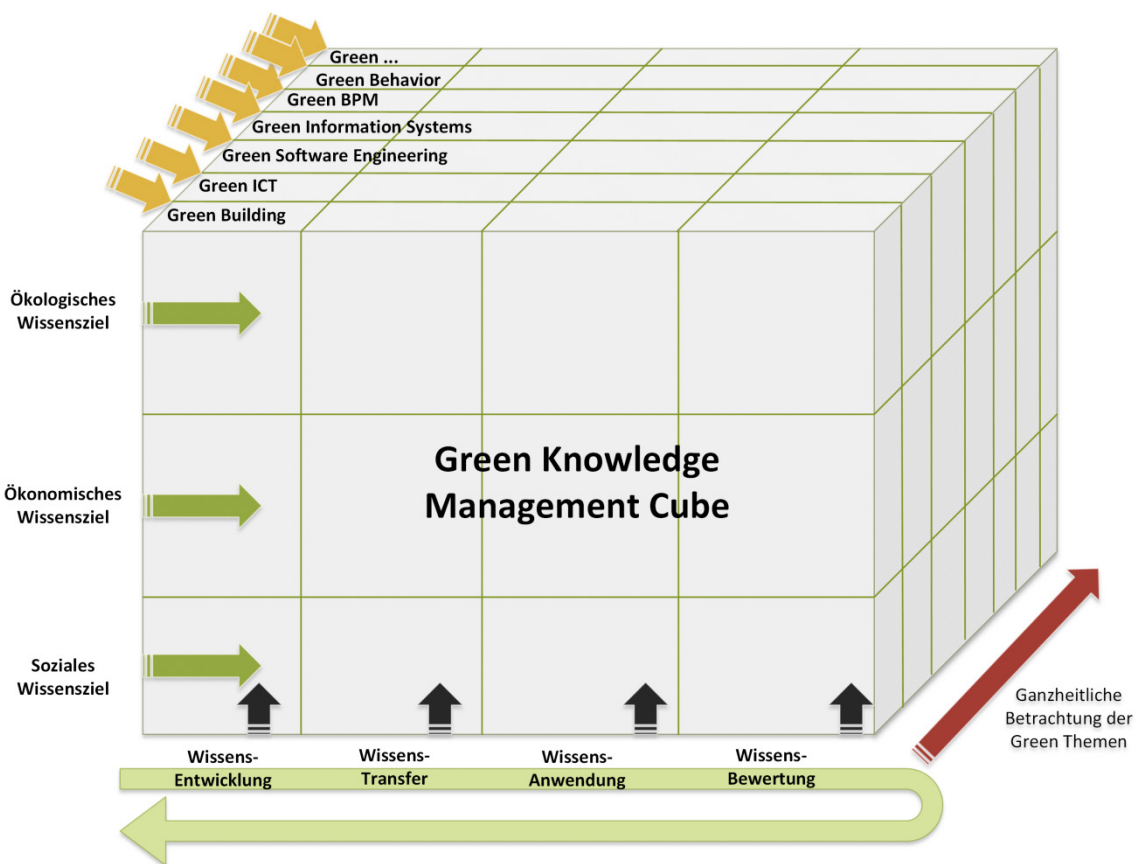 Green ...
Green Behavior
Green BPM
Green Information Systems
Green Software Engineering
Green ICT
Green Building
Ökologisches
Wissensziel
Ökonomisches
Wissensziel
Soziales
Wissensziel
Green Knowledge
Management Cube
Wissens-
Entwicklung
Wissens-
Transfer
Wissens-
Anwendung
Wissens-
Bewertung
Ganzheitliche
Betrachtung der
Green Themen